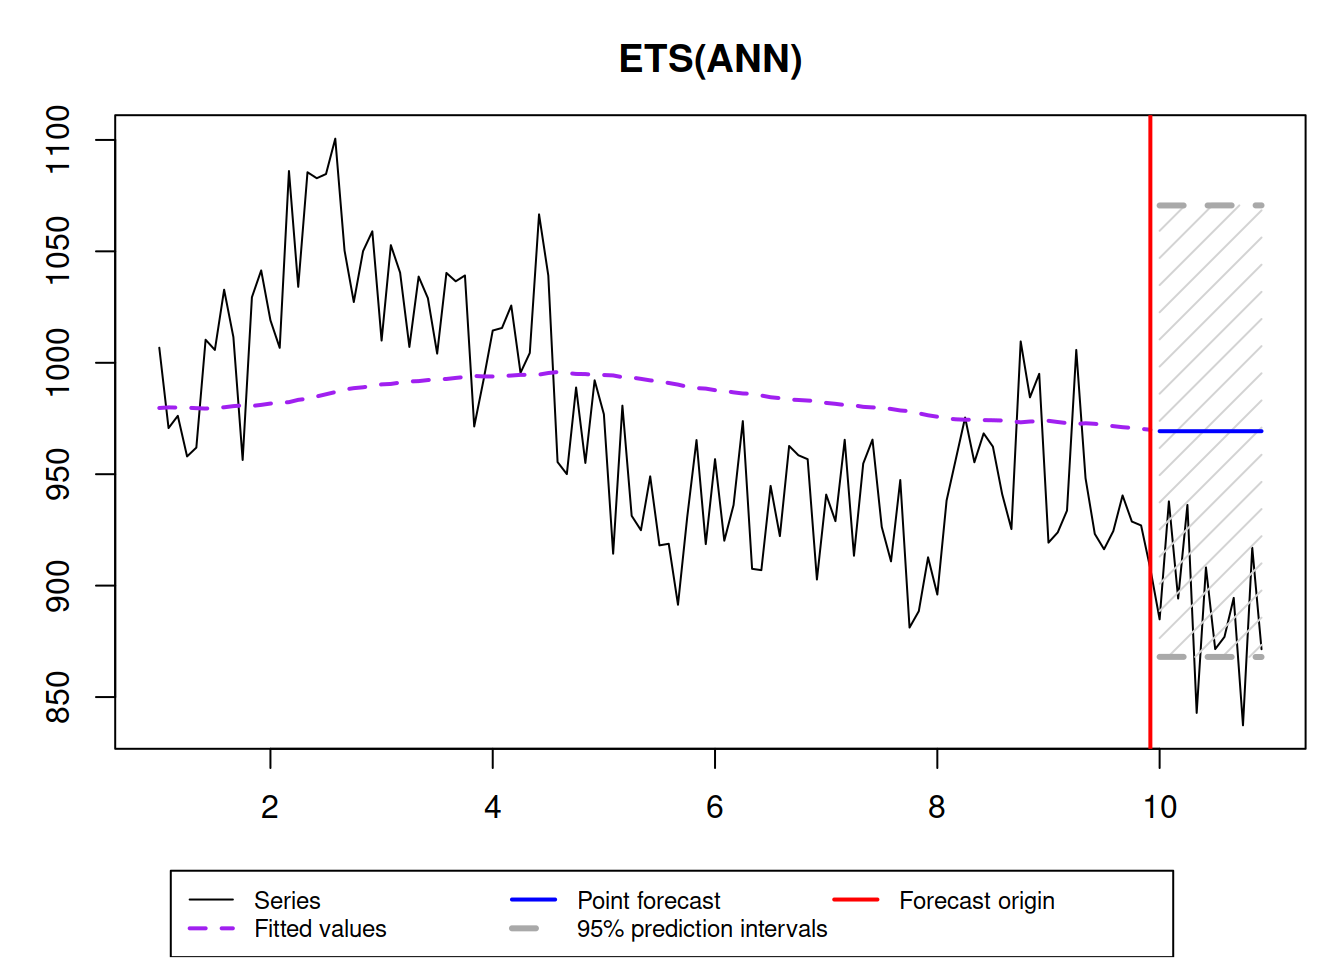 ETS(ANN)
1100
1050
1000
950
900
850
2 4 6 8 10
Series Point forecast Forecast origin
Fitted values 95% prediction intervals